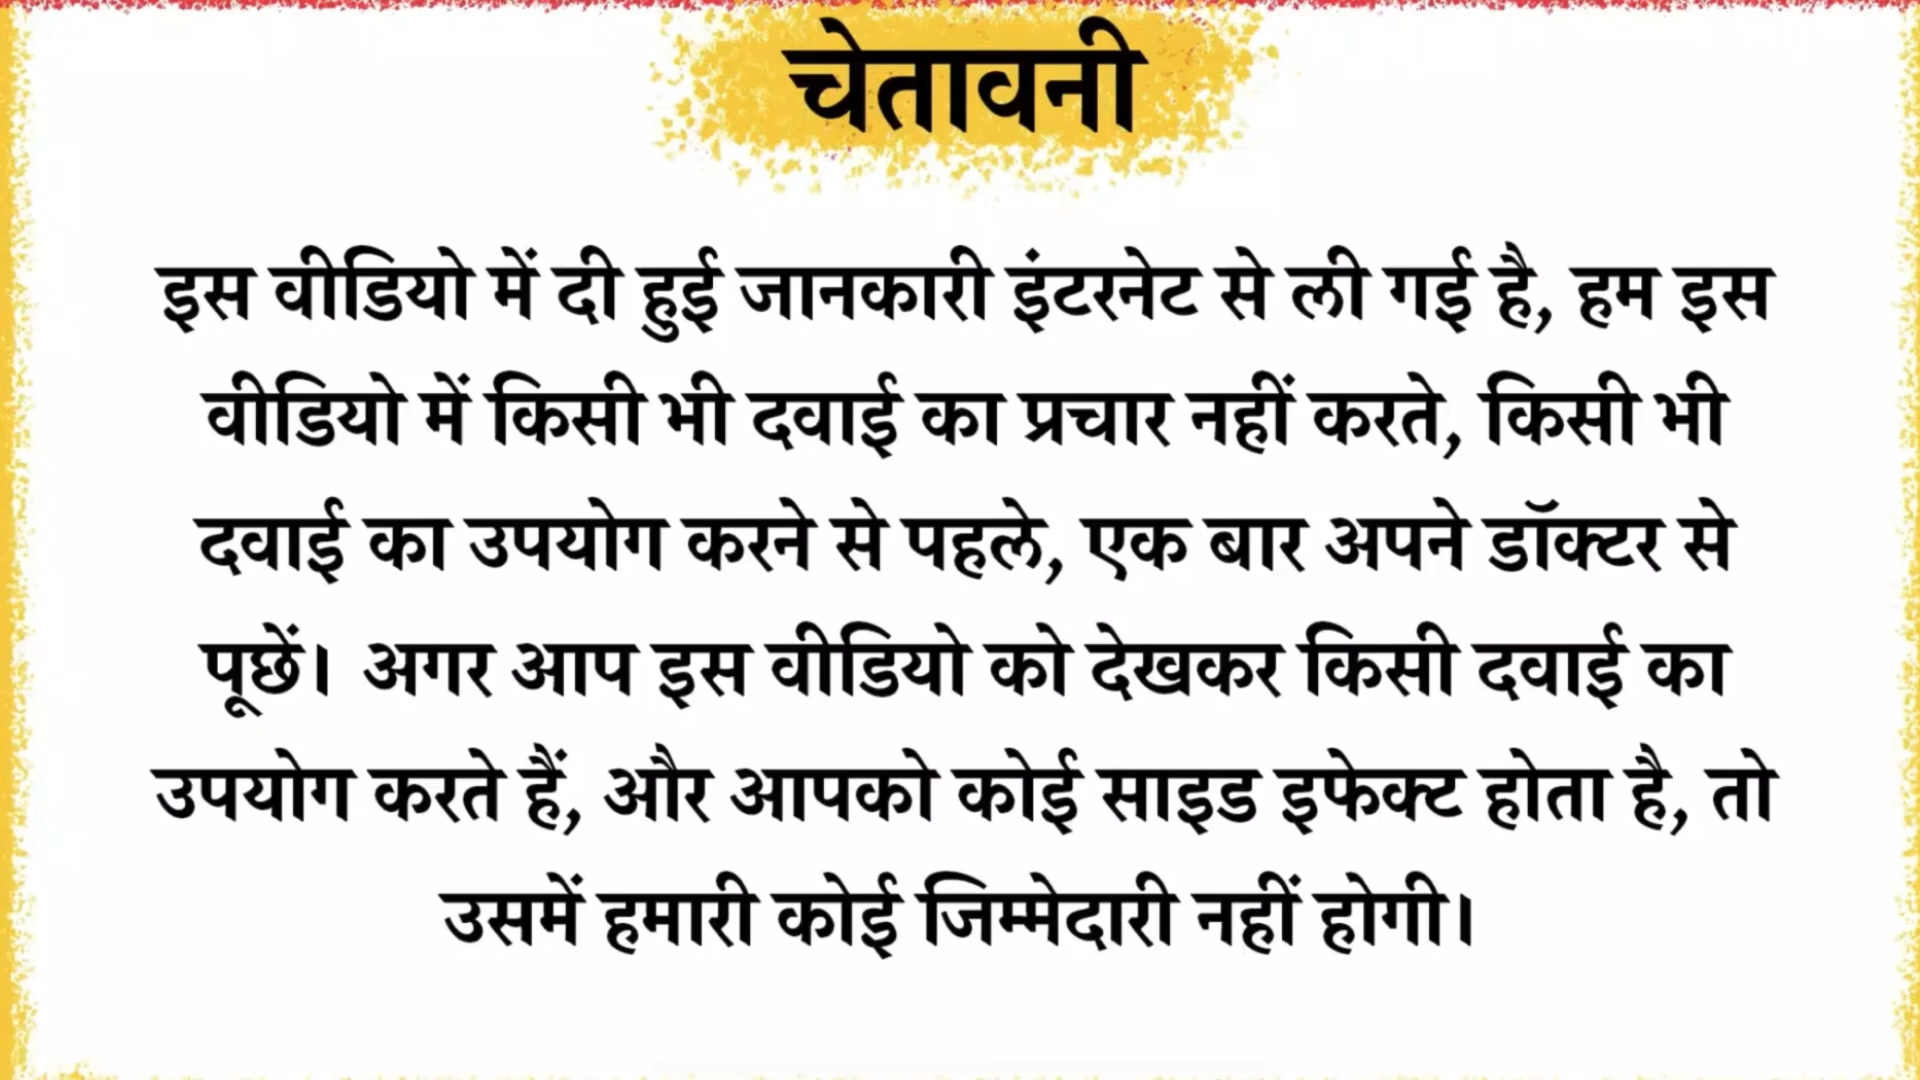 चेतावनी
इस वीडियो में दी हुई जानकारी इंटरनेट से ली गई है, हम इस
वीडियो में किसी भी दवाई का प्रचार नहीं करते, किसी भी
दवाई का उपयोग करने से पहले, एक बार अपने डॉक्टर से
पूछें। अगर आप इस वीडियो को देखकर किसी दवाई का
उपयोग करते हैं, और आपको कोई साइड इफेक्ट होता है, तो
उसमें हमारी कोई जिम्मेदारी नहीं होगी।